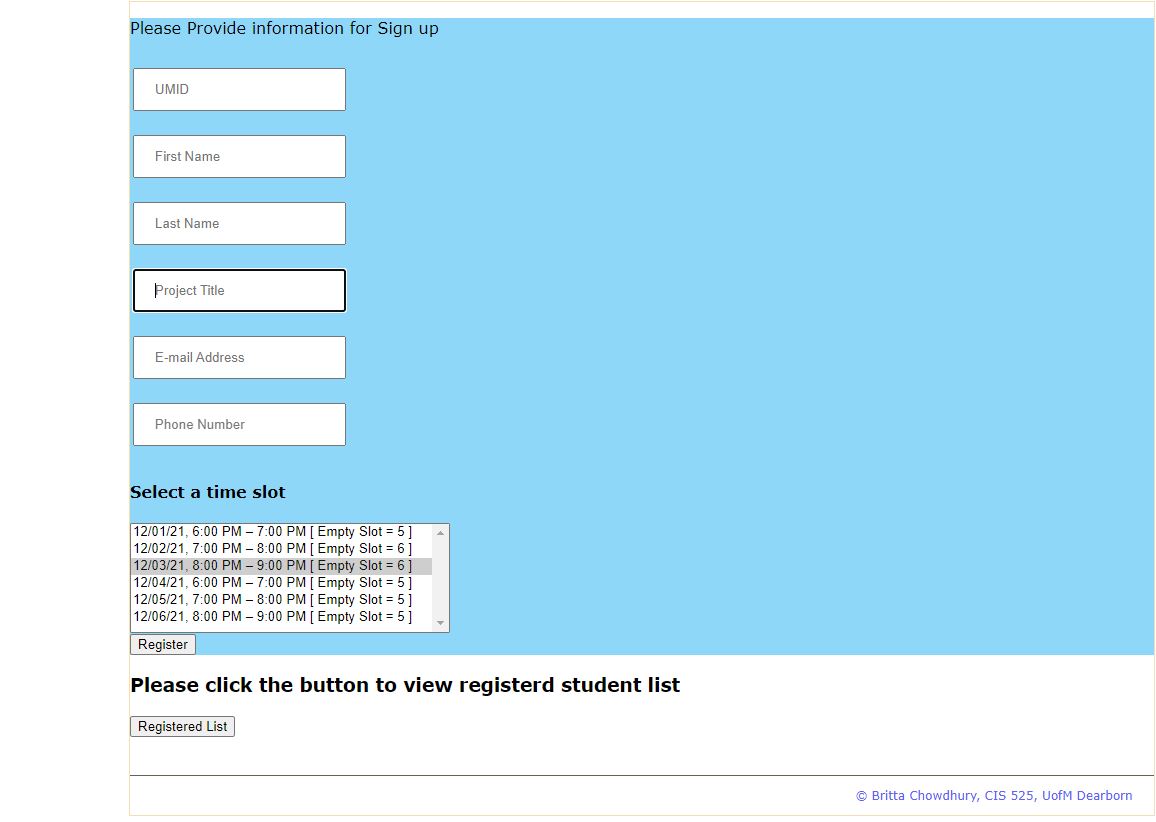 Please Provide information for Sign up
UMID
First Name
Last Name
Project Title
E-mail Address
Phone Number
Select a time slot
12/01/21, 6:00 PM – 7:00 PM [ Empty Slot = 5 ]
12/02/21, 7:00 PM – 8:00 PM [ Empty Slot = 6 ]
12/03/21, 8:00 PM – 9:00 PM [ Empty Slot = 6 ]
12/04/21, 6:00 PM – 7:00 PM [ Empty Slot = 5 ]
12/05/21, 7:00 PM – 8:00 PM [ Empty Slot = 5 ]
12/06/21, 8:00 PM – 9:00 PM [ Empty Slot = 5 ]
Register
Please click the button to view registerd student list
Registered List
© Britta Chowdhury, CIS 525, UofM Dearborn